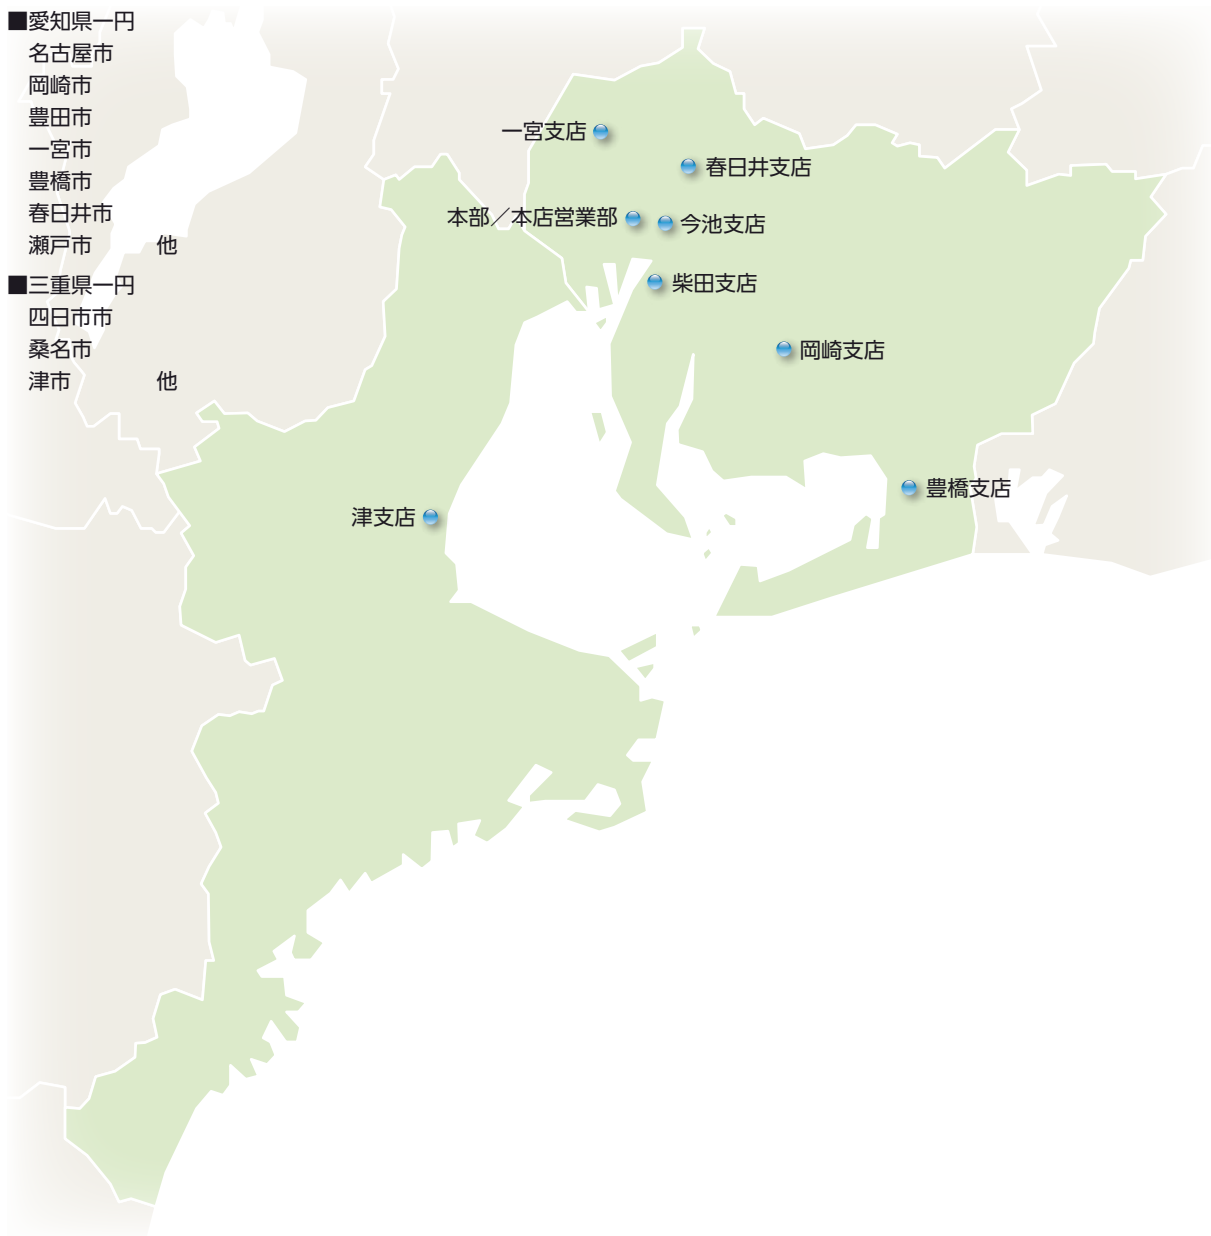 ■愛知県一円
名古屋市
岡崎市
豊田市
一宮市
豊橋市
春日井市
瀬戸市 他
■三重県一円
四日市市
桑名市
津市 他
一宮支店
春日井支店
本部／本店営業部
今池支店
柴田支店
岡崎支店
豊橋支店
津支店